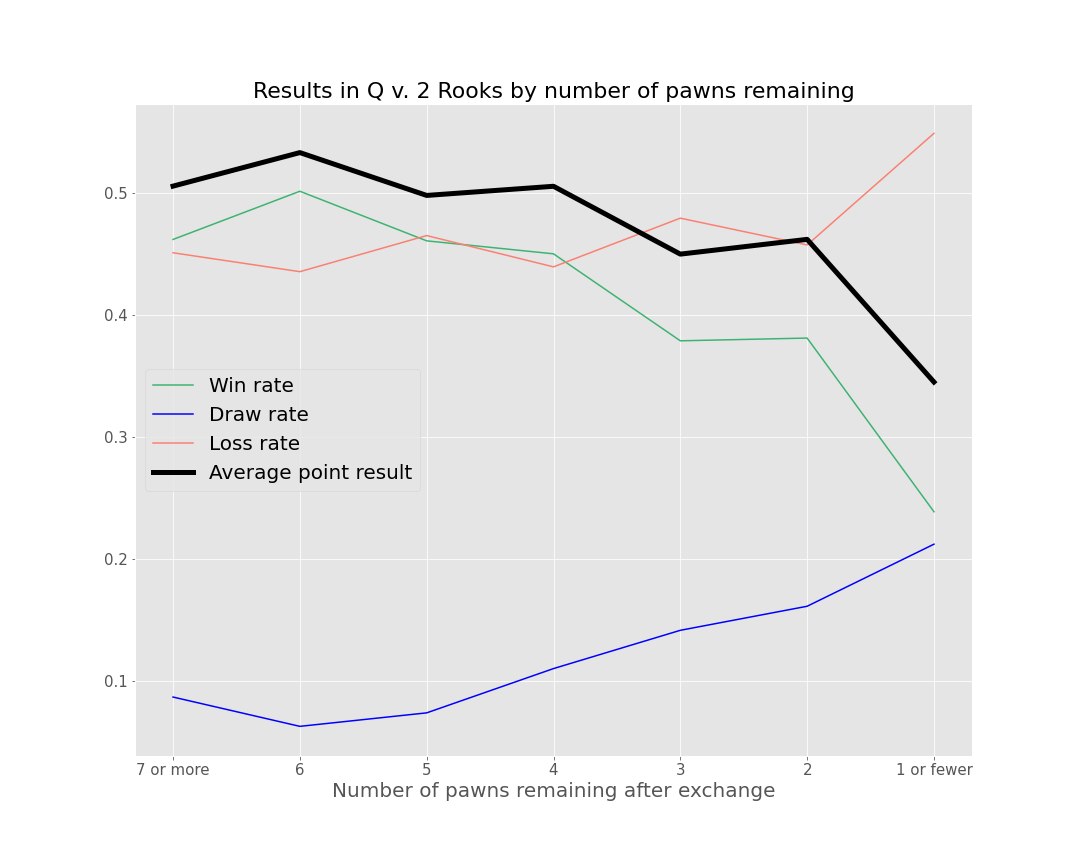 Results in Q v. 2 Rooks by number of pawns remaining
0.5
0.4
0.3
0.2
0.1
Win rate
Draw rate
Loss rate
Average point result
7 or more 6 5 4 3 2 1 or fewer
Number of pawns remaining after exchange